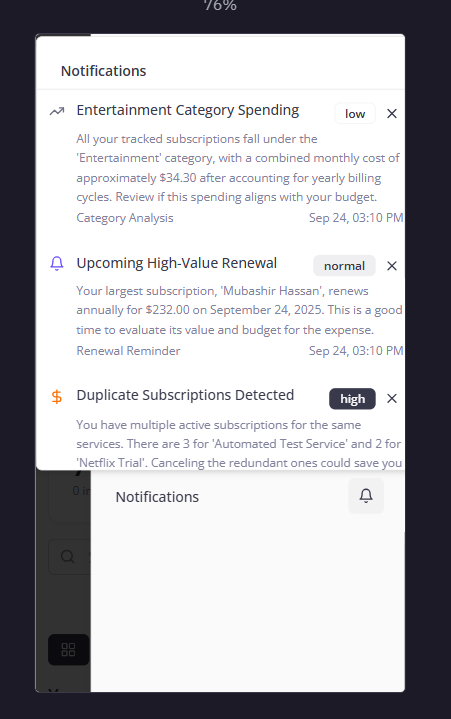 76%
Notifications
Entertainment Category Spending
low
All your tracked subscriptions fall under the
'Entertainment' category, with a combined monthly cost of
approximately $34.30 after accounting for yearly billing
cycles. Review if this spending aligns with your budget.
Category Analysis
Sep 24, 03:10 PM
Upcoming High-Value Renewal
normal
Your largest subscription, 'Mubashir Hassan', renews
annually for $232.00 on September 24, 2025. This is a good
time to evaluate its value and budget for the expense.
Renewal Reminder
Sep 24, 03:10 PM
Duplicate Subscriptions Detected
high
You have multiple active subscriptions for the same
services. There are 3 for 'Automated Test Service' and 2 for
'Netflix Trial'. Canceling the redundant ones could save you
0 in
Notifications